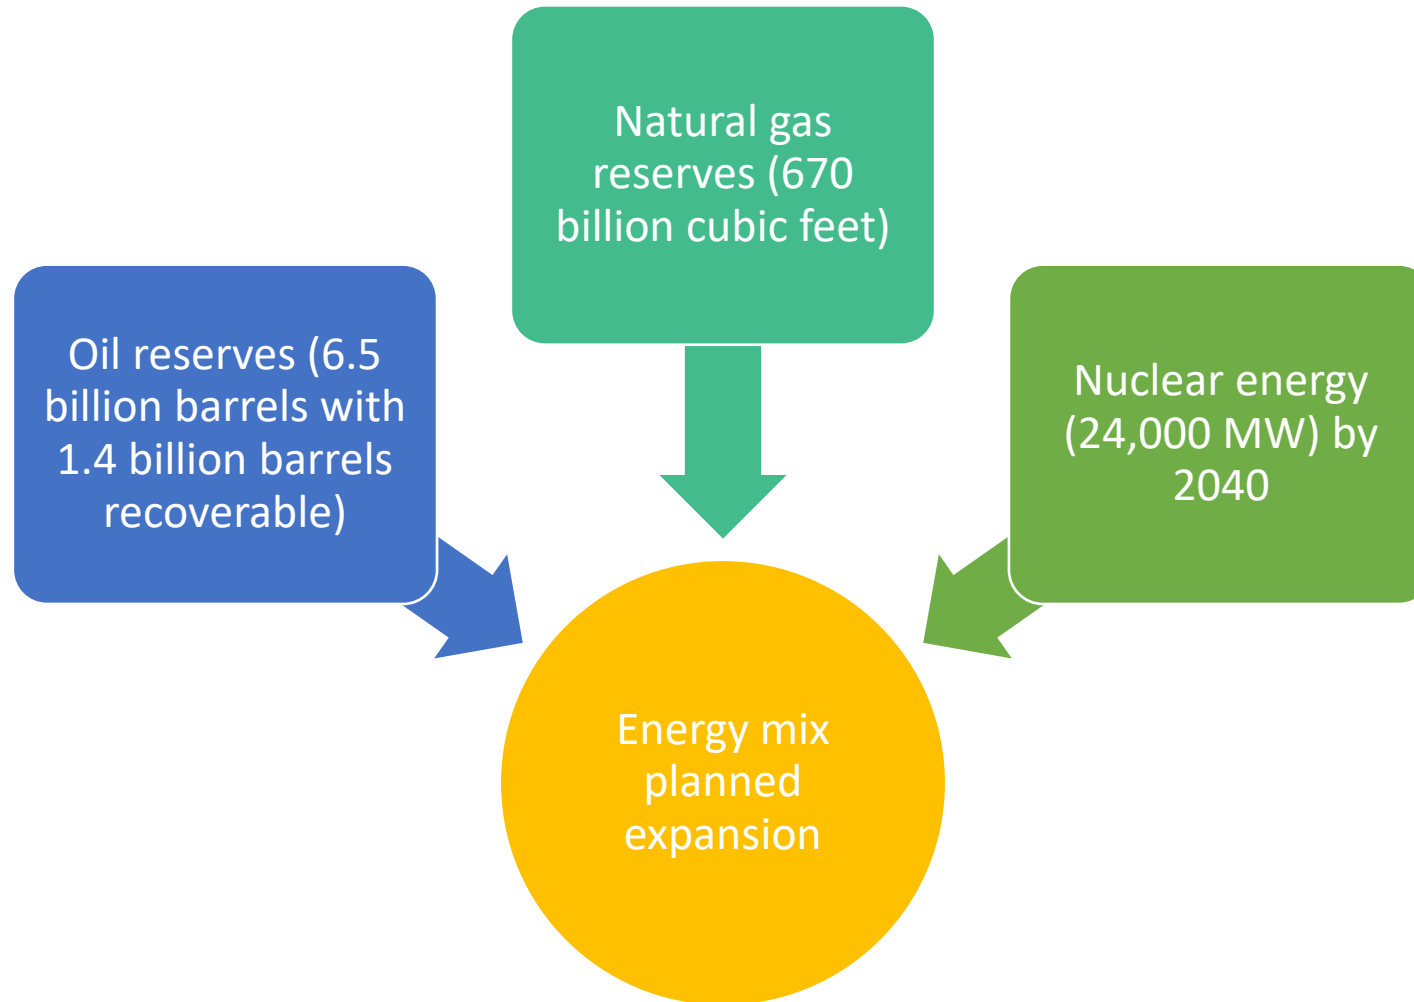 Natural gas
reserves (670
billion cubic feet)
Oil reserves (6.5
billion barrels with
1.4 billion barrels
recoverable)
Nuclear energy
(24,000 MW) by
2040
Energy mix
planned
expansion